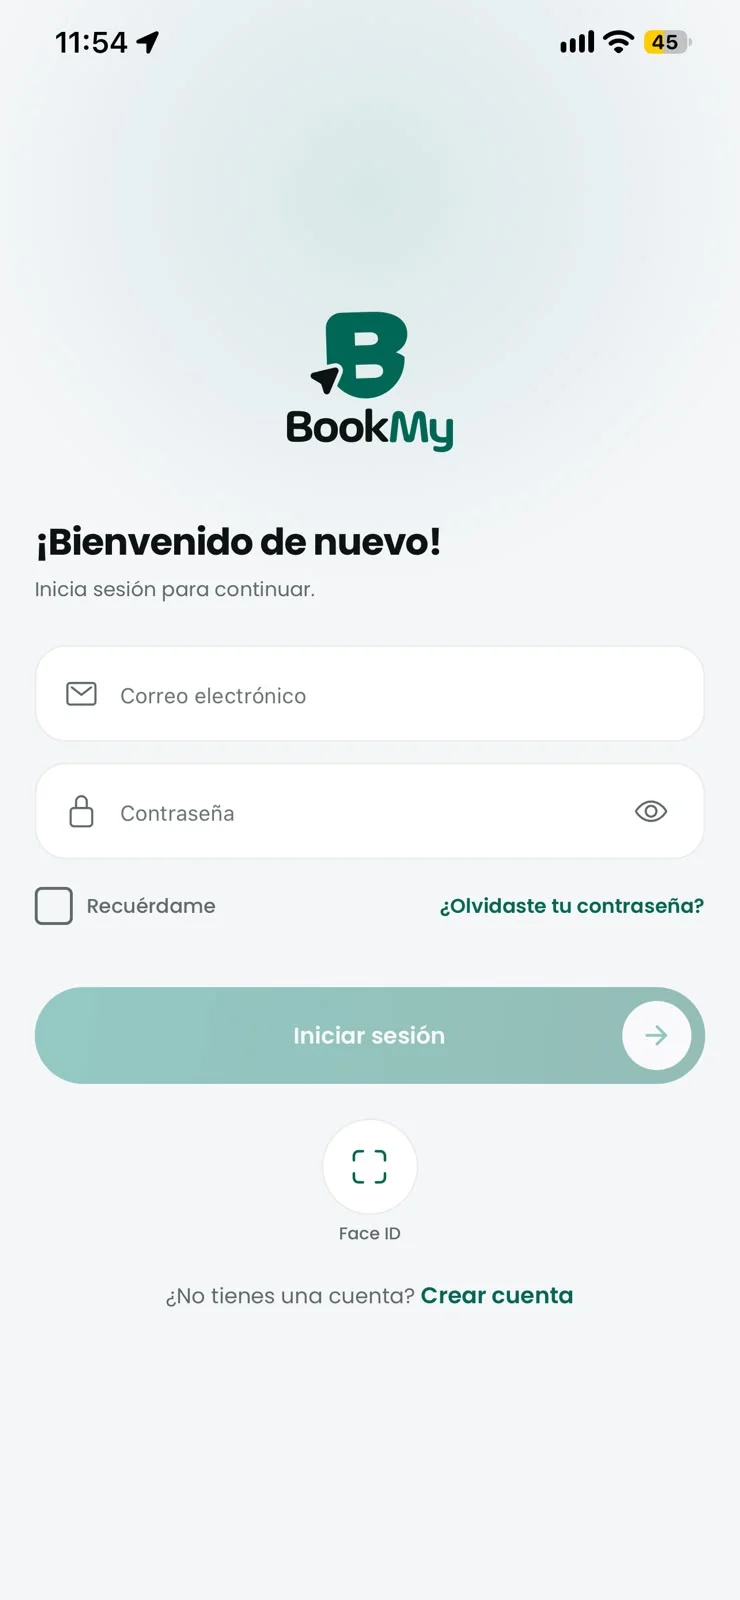 11:54
45
B
BookMy
¡Bienvenido de nuevo!
Inicia sesión para continuar.
Correo electrónico
Contraseña
Recuérdame
¿Olvidaste tu contraseña?
Iniciar sesión
Face ID
¿No tienes una cuenta? Crear cuenta